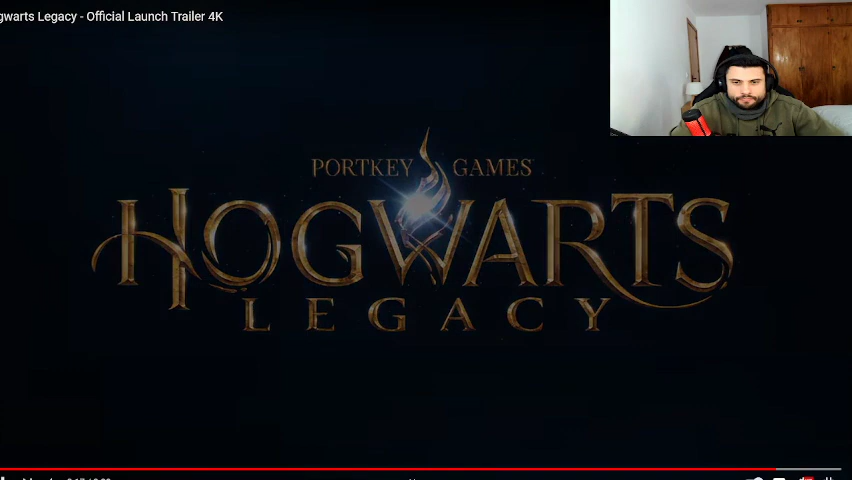 gwarts Legacy - Official Launch Trailer 4K
PORTKEY GAMES
HOGWARTS
LEGACY